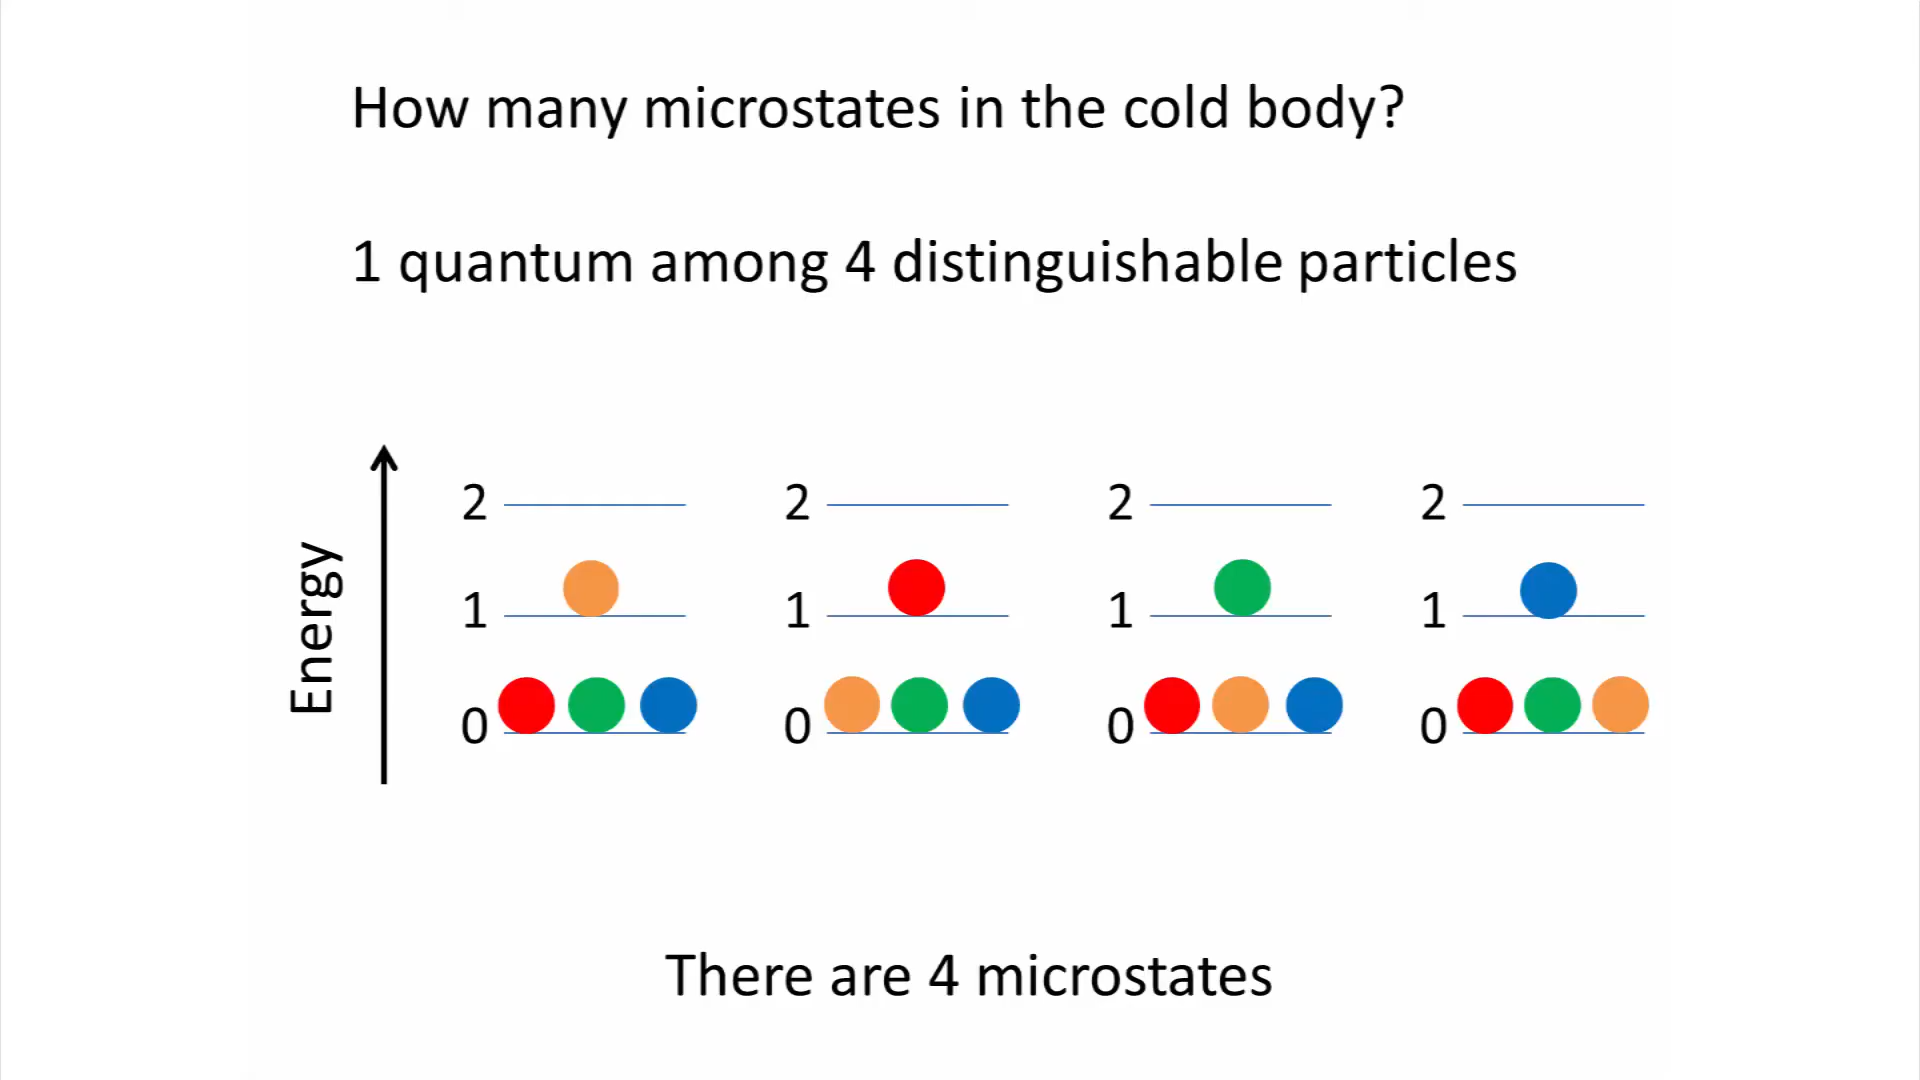 How many microstates in the cold body?
1 quantum among 4 distinguishable particles
Energy
2 2 2 2
1 1 1 1
0 0 0 0
There are 4 microstates